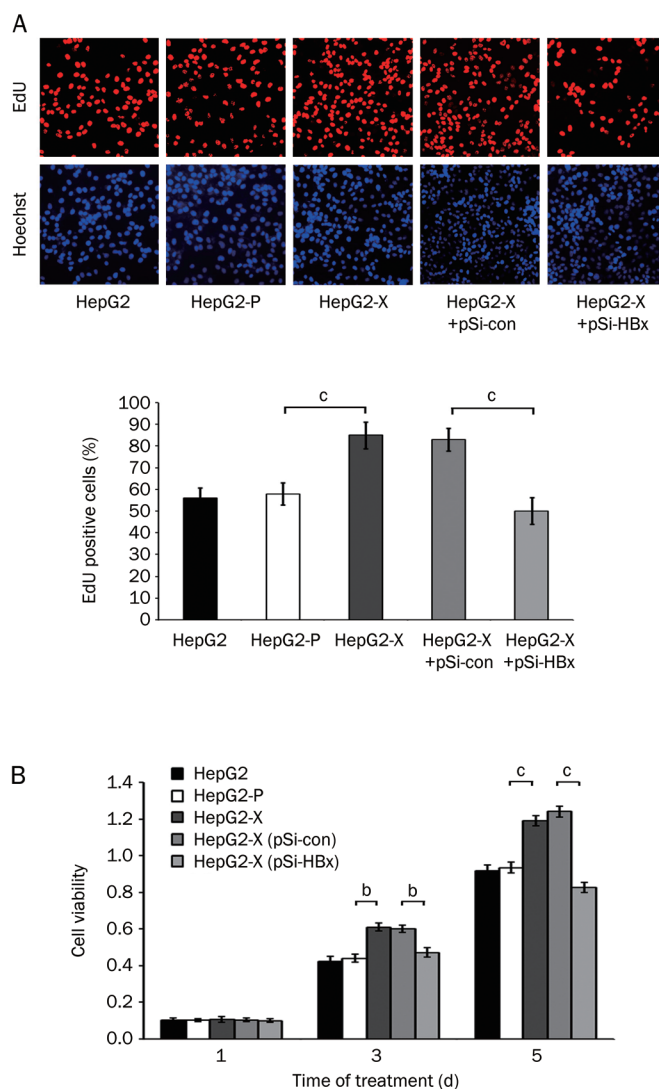 A
EdU
Hoechst
HepG2
HepG2-P
HepG2-X
HepG2-X
+pSi-con
HepG2-X
+pSi-HBx
c
c
EdU positive cells (%)
100
90
80
70
60
50
40
30
20
10
0
HepG2
HepG2-P
HepG2-X
HepG2-X
+pSi-con
HepG2-X
+pSi-HBx
B
HepG2
HepG2-P
HepG2-X
HepG2-X (pSi-con)
HepG2-X (pSi-HBx)
b
b
c
c
Cell viability
1.4
1.2
1.0
0.8
0.6
0.4
0.2
0.0
1
3
5
Time of treatment (d)